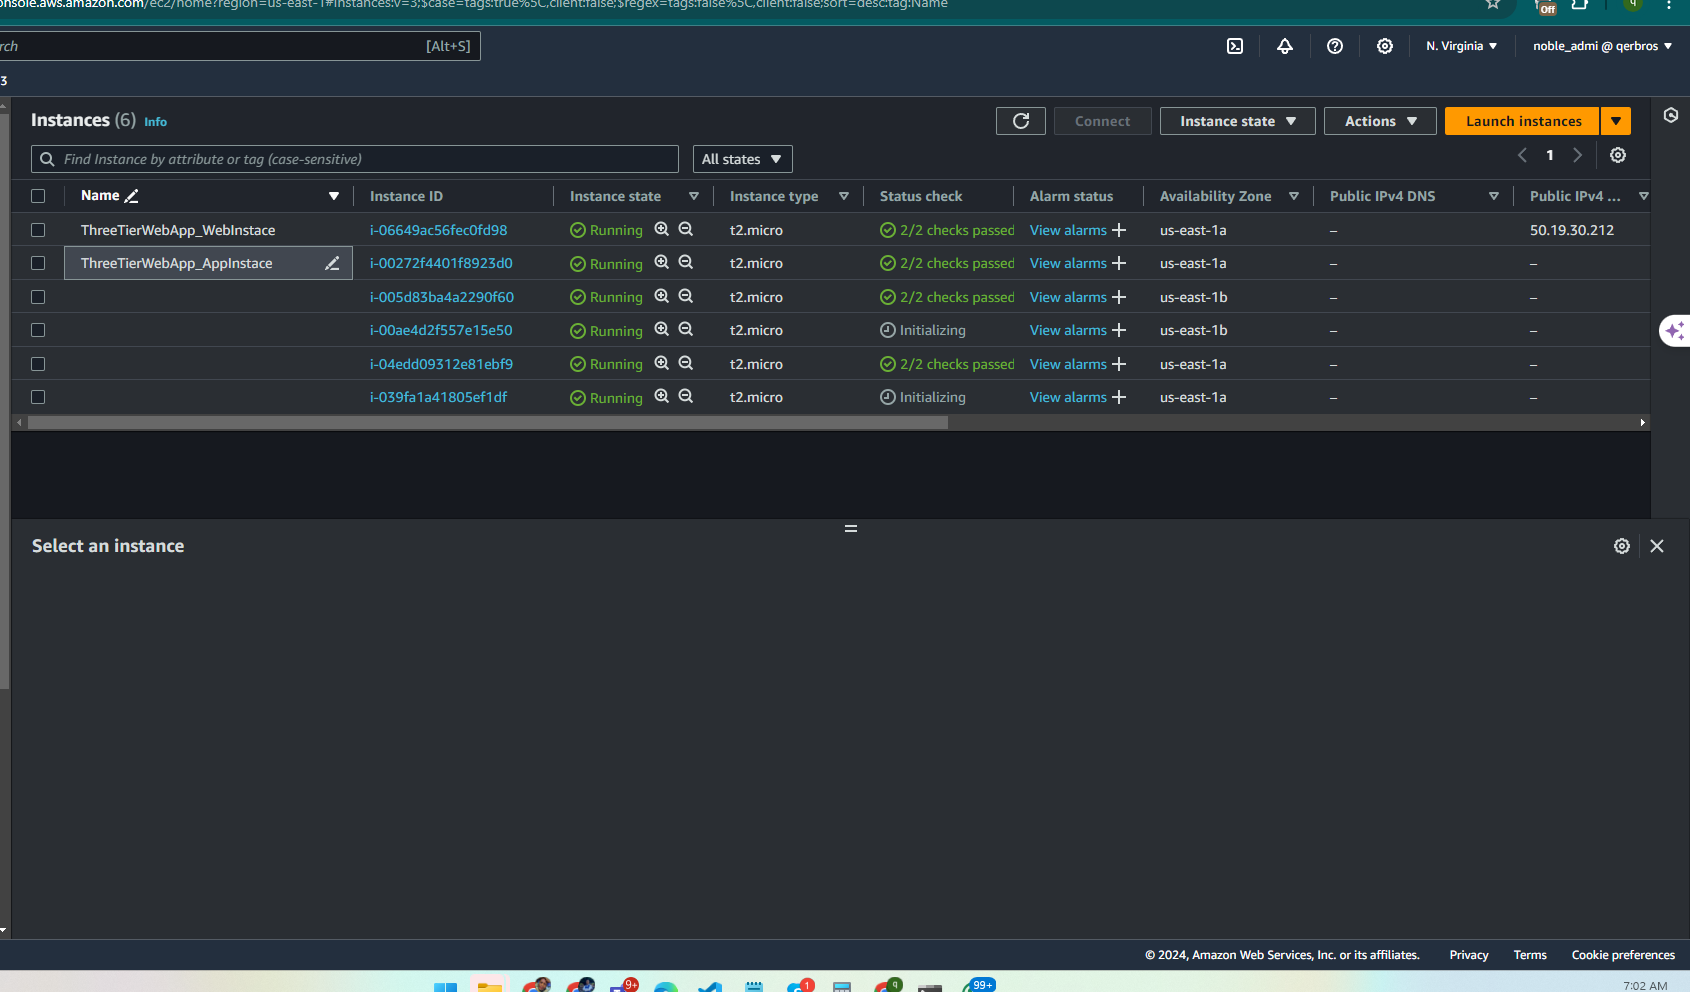 onsole.aws.amazon.com/ec2/home?region=us-east-1#Instances:v=3;$case=tags:true%5C,client:false;$regex=tags:false%5C,client:false;sort=desc:tag:Name
Off
q
rch [Alt+S]
N. Virginia noble_admi @ qerbros
3
Instances (6) Info
Connect Instance state Actions Launch instances
Find Instance by attribute or tag (case-sensitive) All states 1
Name Instance ID Instance state Instance type Status check Alarm status Availability Zone Public IPv4 DNS Public IPv4 ...
ThreeTierWebApp_WebInstace i-06649ac56fec0fd98 Running t2.micro 2/2 checks passed View alarms + us-east-1a – 50.19.30.212
ThreeTierWebApp_AppInstace i-00272f4401f8923d0 Running t2.micro 2/2 checks passed View alarms + us-east-1a – –
i-005d83ba4a2290f60 Running t2.micro 2/2 checks passed View alarms + us-east-1b – –
i-00ae4d2f557e15e50 Running t2.micro Initializing View alarms + us-east-1b – –
i-04edd09312e81ebf9 Running t2.micro 2/2 checks passed View alarms + us-east-1a – –
i-039fa1a41805ef1df Running t2.micro Initializing View alarms + us-east-1a – –
Select an instance
© 2024, Amazon Web Services, Inc. or its affiliates. Privacy Terms Cookie preferences
9+ 1 q 99+
7:02 AM